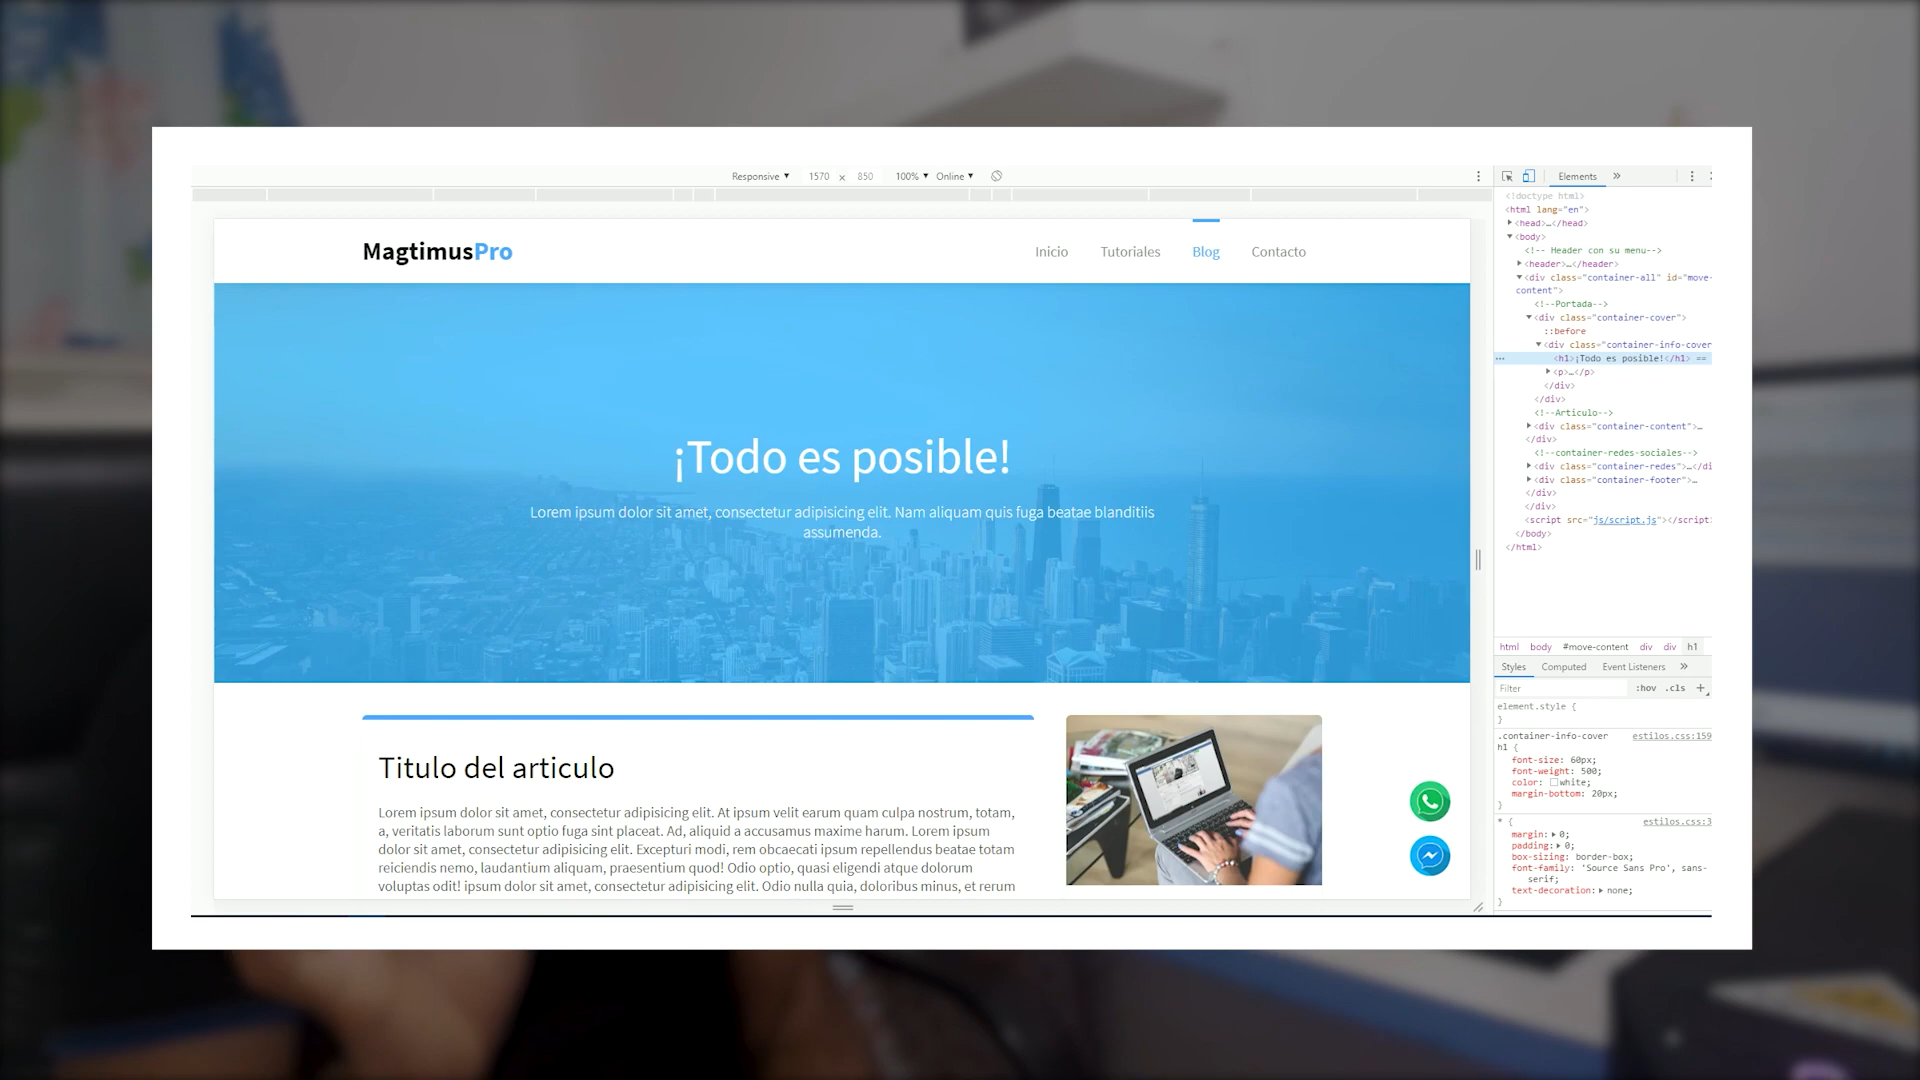 Responsive ▼ 1570 x 850 100% ▼ Online ▼
MagtimusPro
Inicio Tutoriales Blog Contacto
¡Todo es posible!
Lorem ipsum dolor sit amet, consectetur adipisicing elit. Nam aliquam quis fuga beatae blanditiis
assumenda.
Titulo del articulo
Lorem ipsum dolor sit amet, consectetur adipisicing elit. At ipsum velit earum quam culpa nostrum, totam,
a, veritatis laborum sunt optio fuga sint placeat. Ad, aliquid a accusamus maxime harum. Lorem ipsum
dolor sit amet, consectetur adipisicing elit. Excepturi modi, rem obcaecati ipsum repellendus beatae totam
reiciendis nemo, laudantium aliquam, praesentium quod! Odio optio, quasi eligendi atque dolorum
voluptas odit! ipsum dolor sit amet, consectetur adipisicing elit. Odio nulla quia, doloribus minus, et rerum
Elements »
<!doctype html>
<html lang="en">
▶<head>…</head>
▼<body>
<!-- Header con su menu-->
▶<header>…</header>
▼<div class="container-all" id="move-
content">
<!--Portada-->
▼<div class="container-cover">
::before
▼<div class="container-info-cover
<h1>¡Todo es posible!</h1> ==
▶<p>…</p>
</div>
</div>
<!--Articulo-->
▶<div class="container-content">…
</div>
<!--container-redes-sociales-->
▶<div class="container-redes">…</di
▶<div class="container-footer">…
</div>
</div>
<script src="js/script.js"></script
</body>
</html>
html body #move-content div div h1
Styles Computed Event Listeners »
Filter :hov .cls +
element.style {
}
.container-info-cover estilos.css:159
h1 {
font-size: 60px;
font-weight: 500;
color: white;
margin-bottom: 20px;
}
* { estilos.css:3
margin:▶ 0;
padding:▶ 0;
box-sizing: border-box;
font-family: 'Source Sans Pro', sans-
serif;
text-decoration:▶ none;
}